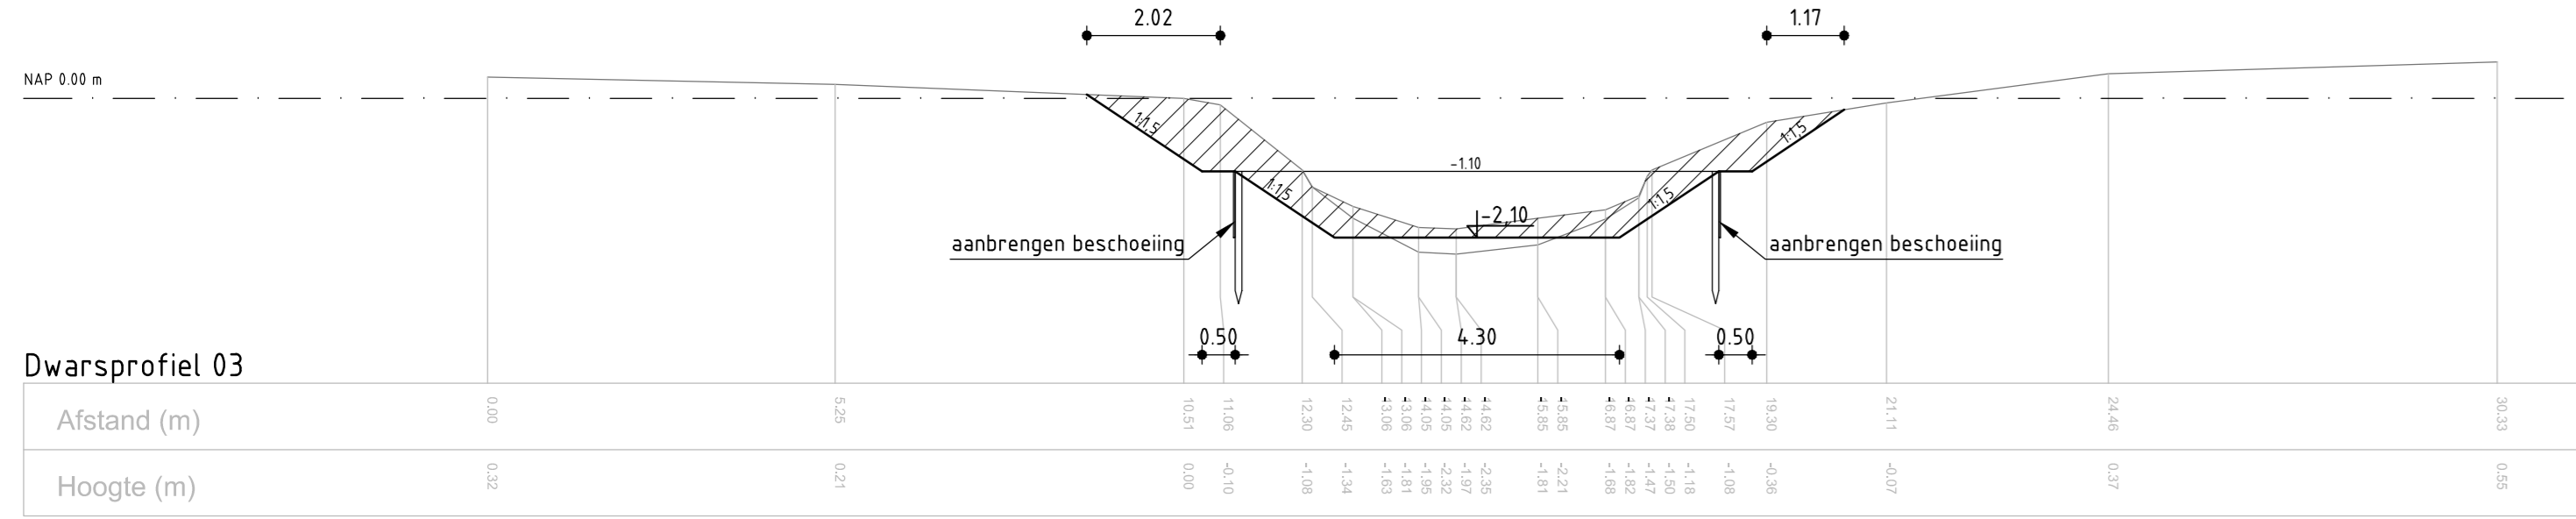 2.02
1.17
NAP 0.00 m
1:1,5
1:1,5
-1.10
1:1,5
1:1,5
-2,10
aanbrengen beschoeiing
aanbrengen beschoeiing
0.50
4.30
0.50
Dwarsprofiel 03
Afstand (m) 0.00 5.25 10.51 11.06 12.30 12.45 13.06 13.06 14.05 14.05 14.62 14.62 15.85 15.85 16.87 16.87 17.37 17.38 17.50 17.57 19.30 21.11 24.46 30.33
Hoogte (m) 0.32 0.21 0.00 -0.10 -1.08 -1.34 -1.63 -1.81 -1.95 -2.32 -1.97 -2.35 -1.81 -2.21 -1.68 -1.82 -1.47 -1.50 -1.18 -1.08 -0.36 -0.07 0.37 0.55